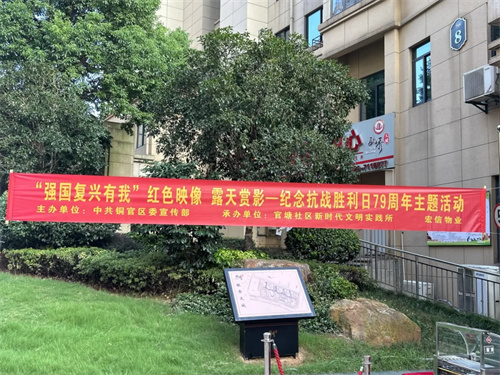 8
“强国复兴有我”红色映像 露天赏影—纪念抗战胜利日79周年主题活动
主办单位：中共铜官区委宣传部 承办单位：官塘社区新时代文明实践所 宏信物业